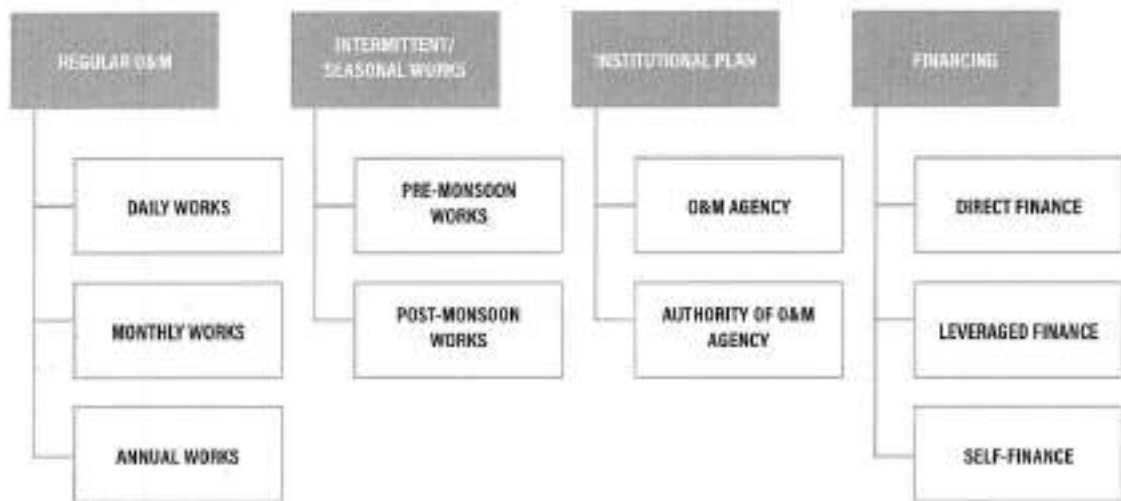 REGULAR O&M
DAILY WORKS
MONTHLY WORKS
ANNUAL WORKS
INTERMITTENT/
SEASONAL WORKS
PRE-MONSOON
WORKS
POST-MONSOON
WORKS
INSTITUTIONAL PLAN
O&M AGENCY
AUTHORITY OF O&M
AGENCY
FINANCING
DIRECT FINANCE
LEVERAGED FINANCE
SELF-FINANCE